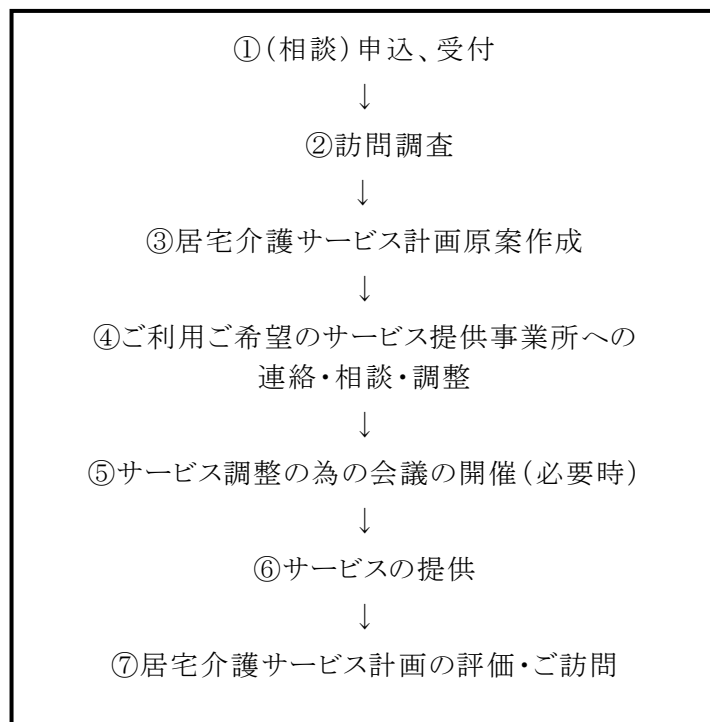 ①(相談)申込、受付
↓
②訪問調査
↓
③居宅介護サービス計画原案作成
↓
④ご利用ご希望のサービス提供事業所への
連絡・相談・調整
↓
⑤サービス調整の為の会議の開催(必要時)
↓
⑥サービスの提供
↓
⑦居宅介護サービス計画の評価・ご訪問